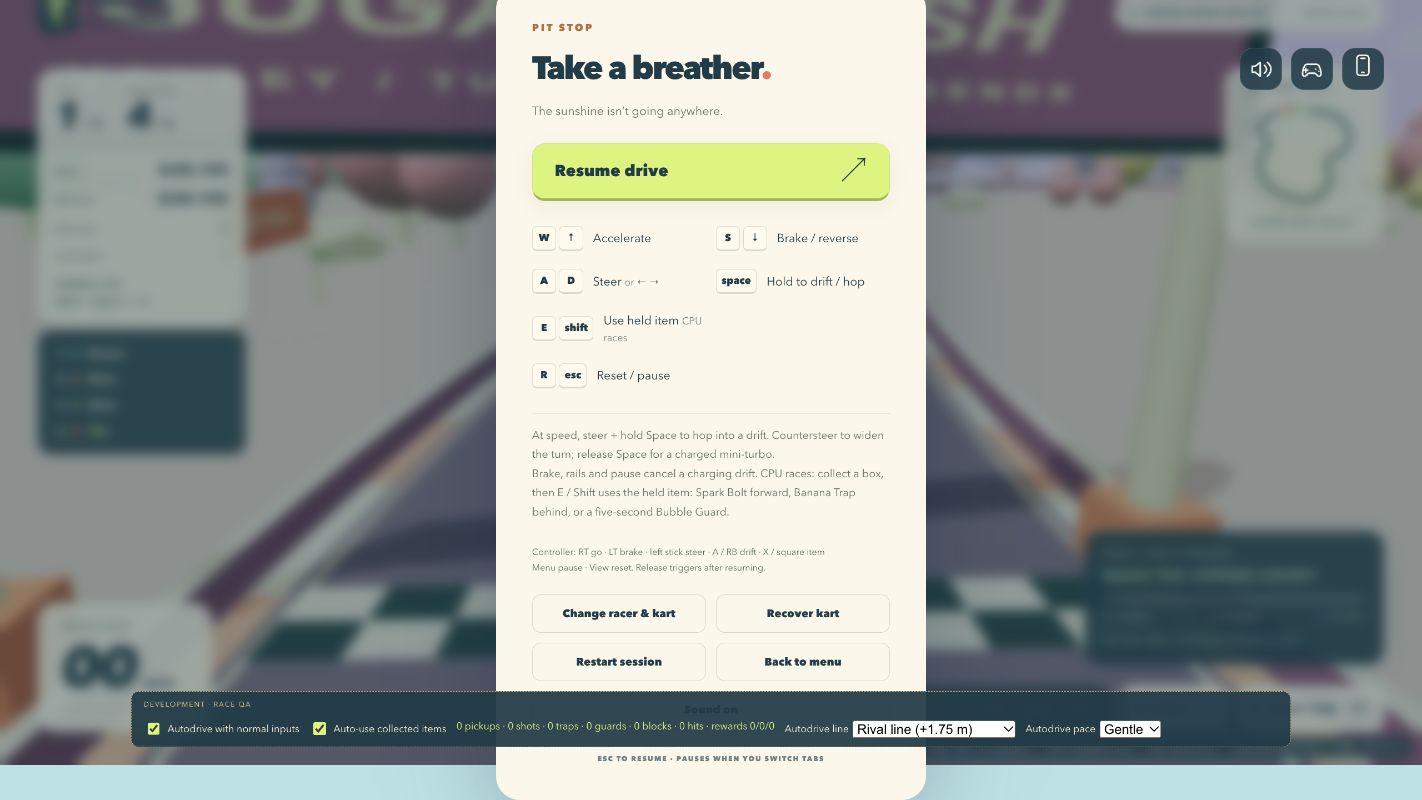 PIT STOP
Take a breather.
The sunshine isn't going anywhere.
Resume drive
W ↑ Accelerate
S ↓ Brake / reverse
A D Steer or ← →
space Hold to drift / hop
E shift Use held item CPU
races
R esc Reset / pause
At speed, steer + hold Space to hop into a drift. Countersteer to widen
the turn; release Space for a charged mini-turbo.
Brake, rails and pause cancel a charging drift. CPU races: collect a box,
then E / Shift uses the held item: Spark Bolt forward, Banana Trap
behind, or a five-second Bubble Guard.
Controller: RT go · LT brake · left stick steer · A / RB drift · X / square item
Menu pause · View reset. Release triggers after resuming.
Change racer & kart
Recover kart
Restart session
Back to menu
Sound on
DEVELOPMENT · RACE QA
Autodrive with normal inputs
Auto-use collected items
0 pickups · 0 shots · 0 traps · 0 guards · 0 blocks · 0 hits · rewards 0/0/0
Autodrive line Rival line (+1.75 m)
Autodrive pace Gentle
ESC TO RESUME · PAUSES WHEN YOU SWITCH TABS
00